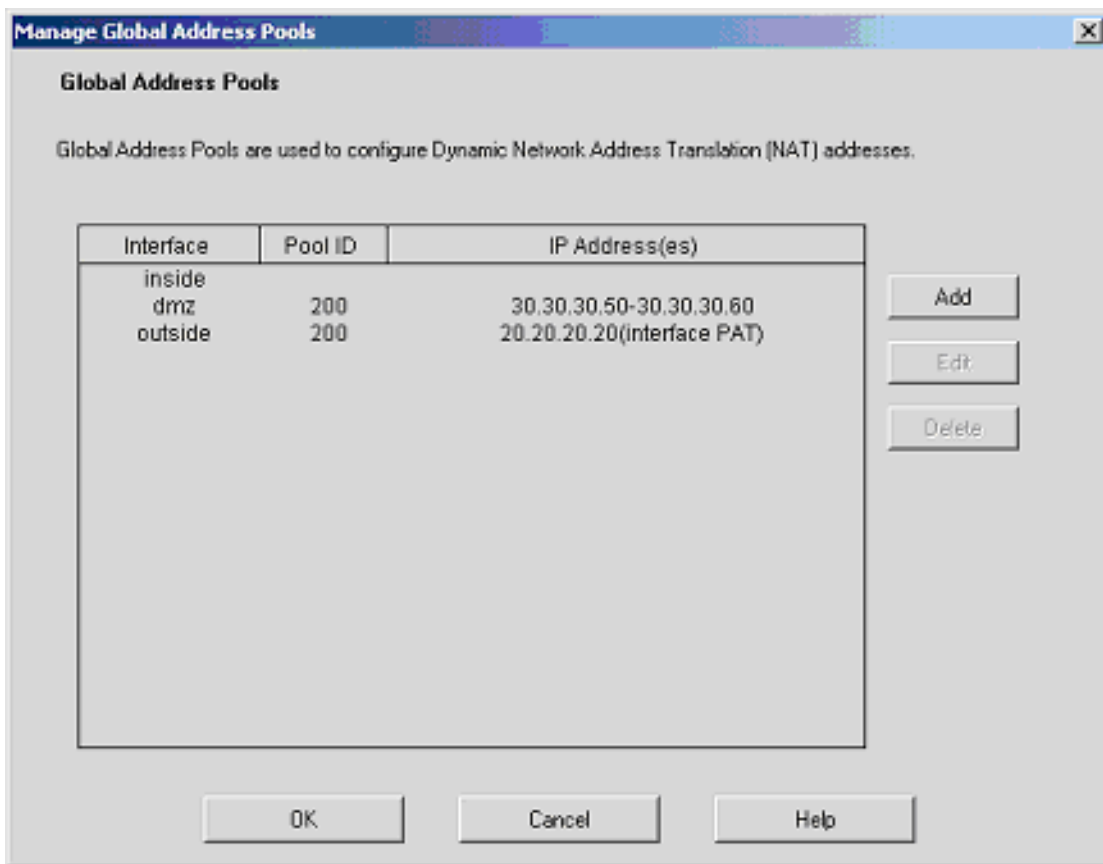 Manage Global Address Pools
Global Address Pools
Global Address Pools are used to configure Dynamic Network Address Translation (NAT) addresses.
Interface Pool ID IP Address(es)
inside
dmz 200 30.30.30.50-30.30.30.60
outside 200 20.20.20.20(interface PAT)
Add
Edit
Delete
OK Cancel Help